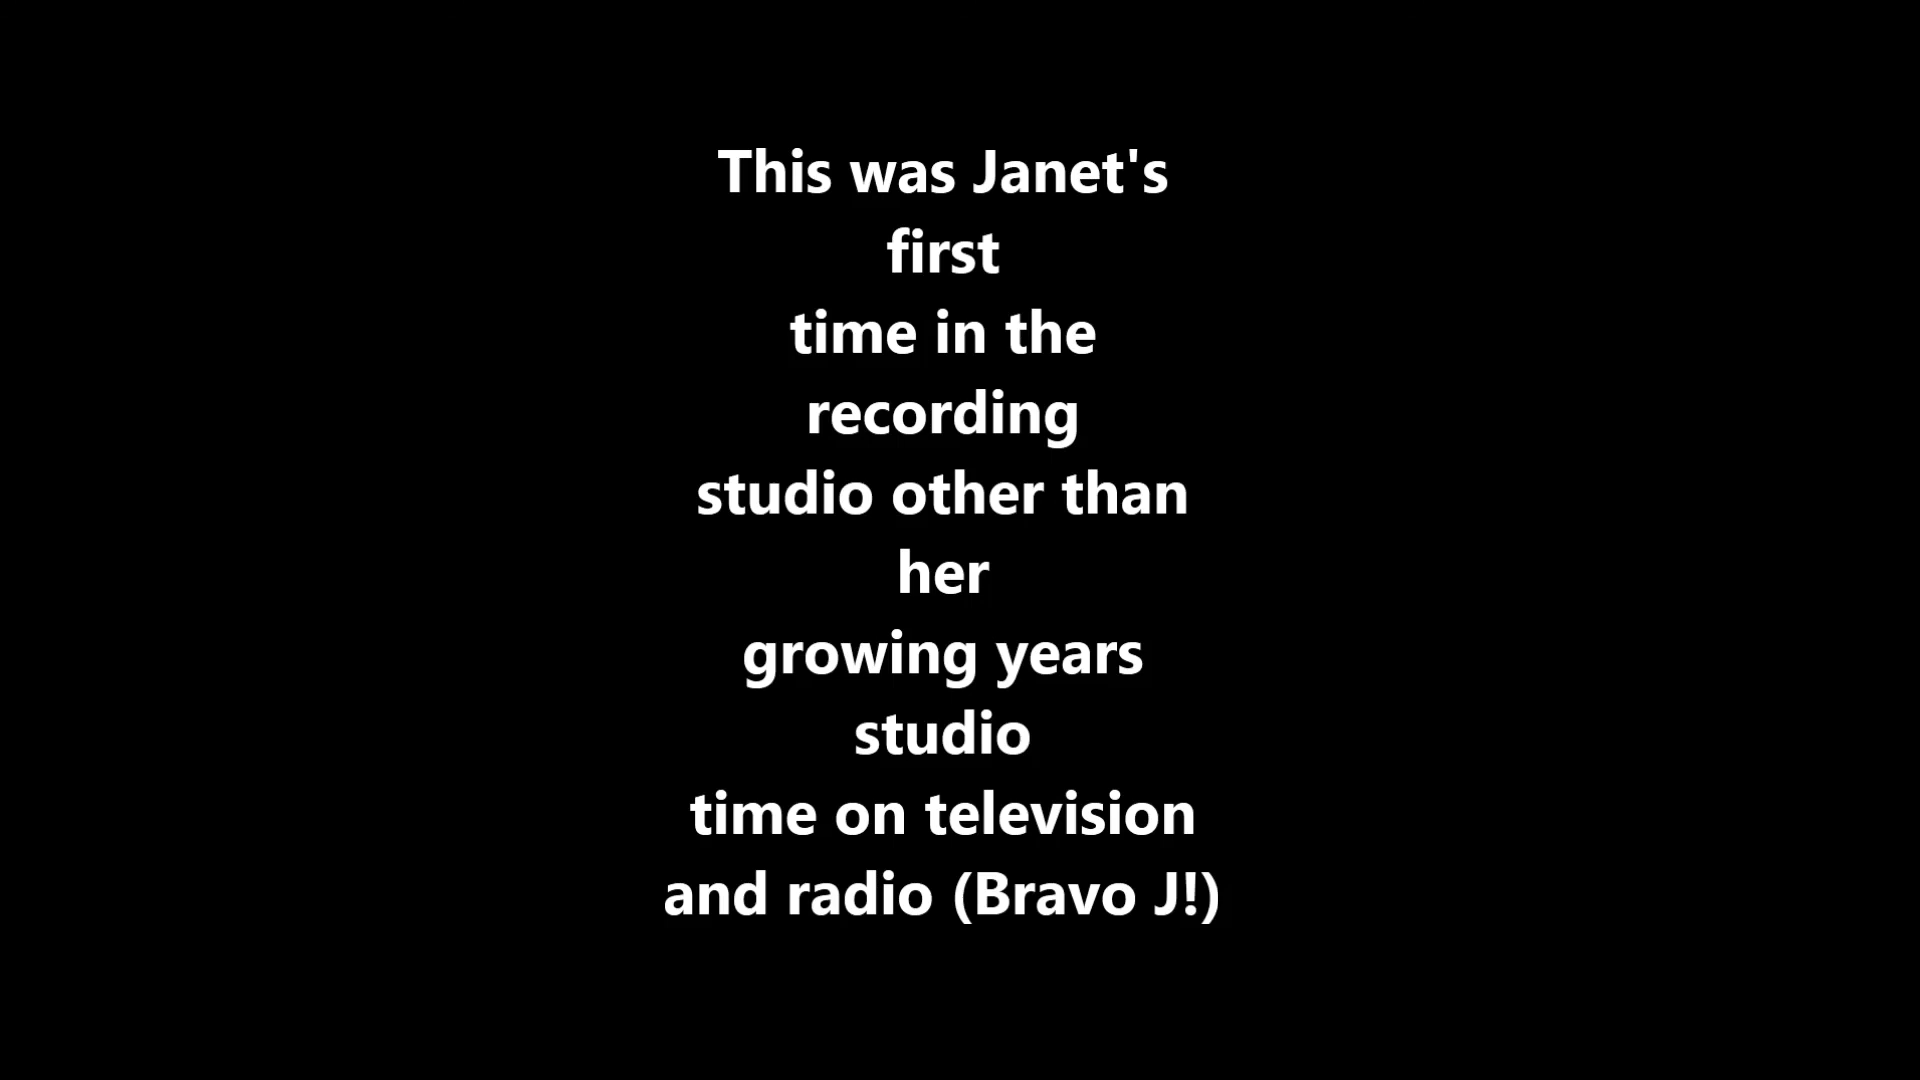 This was Janet's
first
time in the
recording
studio other than
her
growing years
studio
time on television
and radio (Bravo J!)